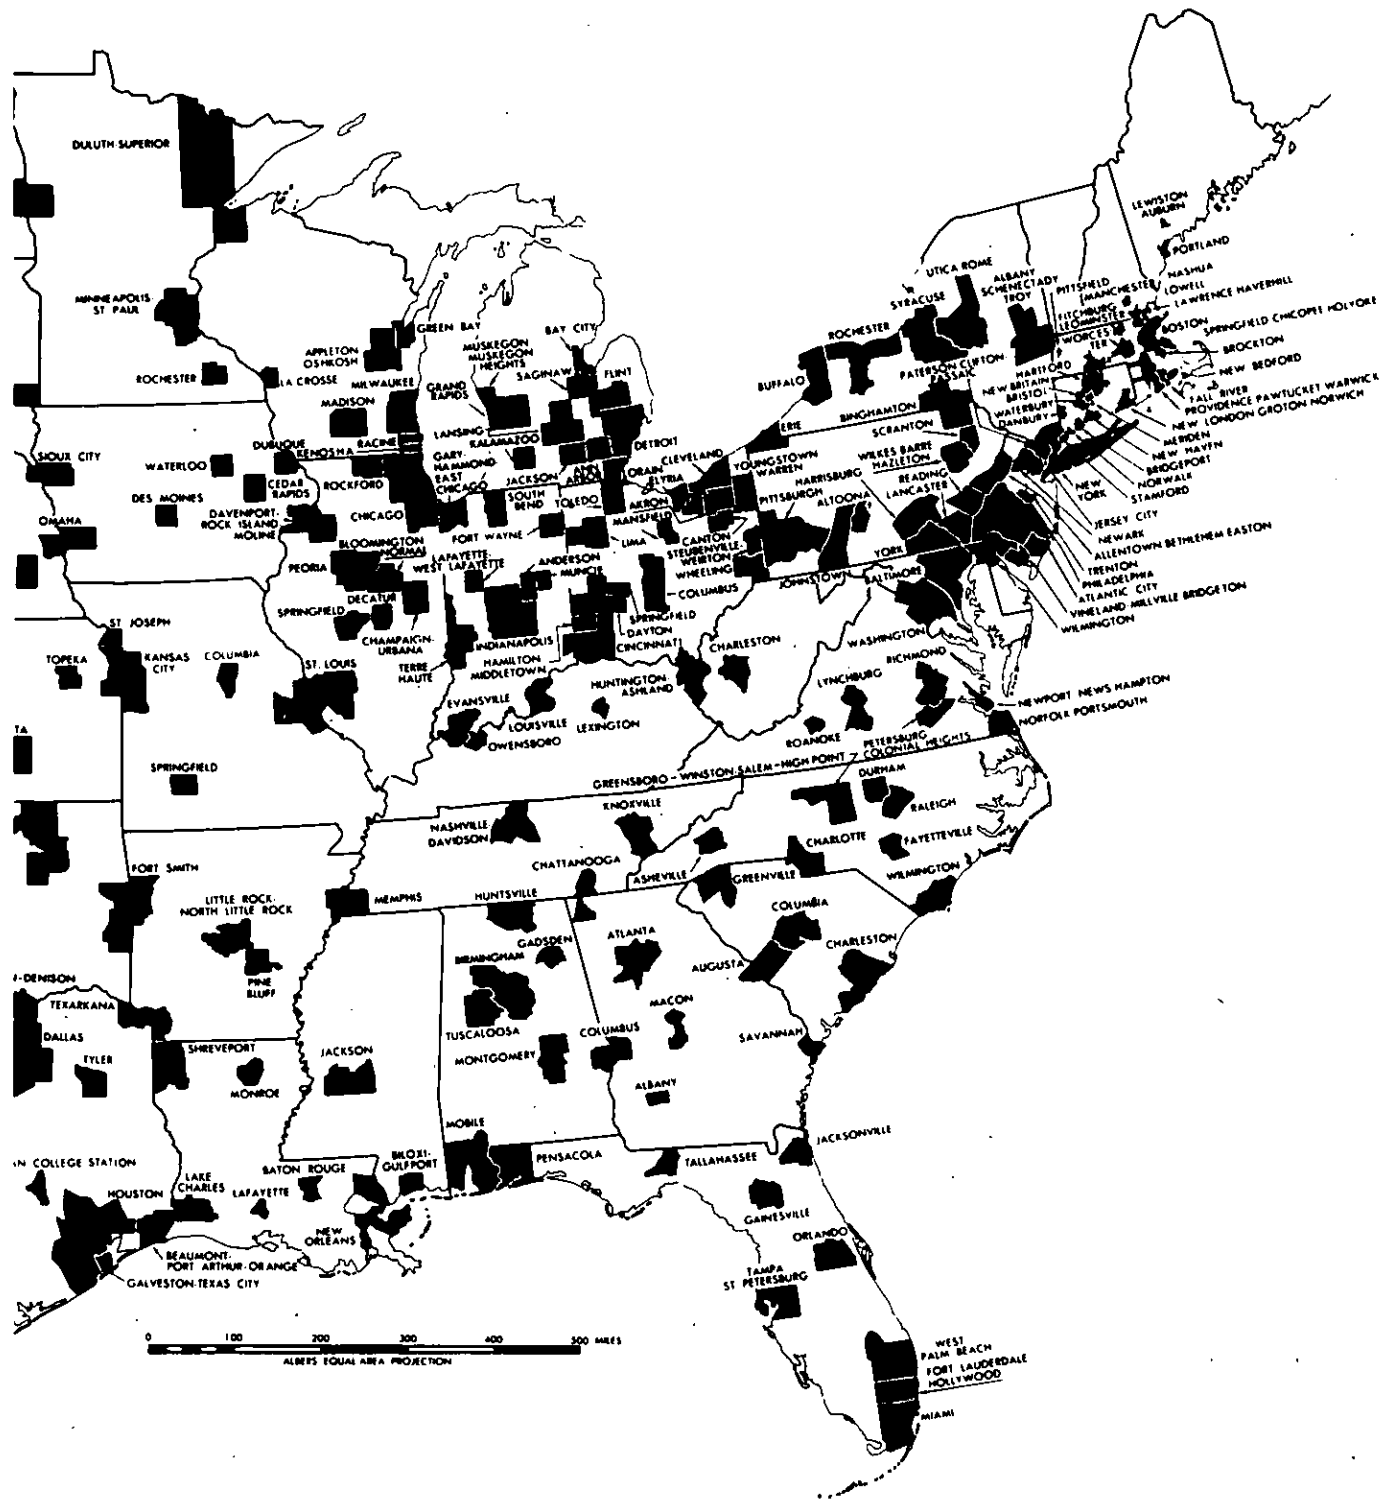 DULUTH-SUPERIOR
MINNEAPOLIS-
ST PAUL
ROCHESTER
LA CROSSE
GREEN BAY
APPLETON
OSHKOSH
MILWAUKEE
MADISON
RACINE
KENOSHA
DUBUQUE
MUSKEGON
MUSKEGON
HEIGHTS
GRAND
RAPIDS
BAY CITY
SAGINAW
FLINT
LANSING
KALAMAZOO
DETROIT
JACKSON
ANN
ARBOR
SIOUX CITY
WATERLOO
CEDAR
RAPIDS
DES MOINES
DAVENPORT-
ROCK ISLAND
MOLINE
OMAHA
ROCKFORD
CHICAGO
GARY-
HAMMOND
EAST
CHICAGO
SOUTH
BEND
TOLEDO
FORT WAYNE
LIMA
MANSFIELD
AKRON
LORAIN
ELYRIA
CLEVELAND
YOUNGSTOWN
WARREN
CANTON
STEUBENVILLE-
WEIRTON
WHEELING
PITTSBURGH
ALTOONA
JOHNSTOWN
ERIE
BUFFALO
ROCHESTER
SYRACUSE
UTICA ROME
ALBANY
SCHENECTADY
TROY
BINGHAMTON
SCRANTON
WILKES BARRE
HAZLETON
HARRISBURG
READING
LANCASTER
YORK
BALTIMORE
WASHINGTON
PATERSON CLIFTON
PASSAIC
LEWISTON
AUBURN
PORTLAND
PITTSFIELD
MANCHESTER
NASHUA
LOWELL
LAWRENCE HAVERHILL
FITCHBURG
LEOMINSTER
WORCES
TER
BOSTON
SPRINGFIELD CHICOPEE HOLYOKE
BROCKTON
NEW BEDFORD
FALL RIVER
PROVIDENCE PAWTUCKET WARWICK
NEW LONDON GROTON NORWICH
HARTFORD
NEW BRITAIN
BRISTOL
WATERBURY
DANBURY
MERIDEN
NEW HAVEN
BRIDGEPORT
NORWALK
STAMFORD
NEW
YORK
JERSEY CITY
NEWARK
ALLENTOWN BETHLEHEM EASTON
TRENTON
PHILADELPHIA
ATLANTIC CITY
VINELAND-MILLVILLE BRIDGETON
WILMINGTON
PEORIA
BLOOMINGTON
NORMAL
LAFAYETTE-
WEST LAFAYETTE
ANDERSON
MUNCIE
DECATUR
SPRINGFIELD
CHAMPAIGN-
URBANA
TERRE
HAUTE
INDIANAPOLIS
HAMILTON
MIDDLETOWN
COLUMBUS
SPRINGFIELD
DAYTON
CINCINNATI
ST JOSEPH
TOPEKA
KANSAS
CITY
COLUMBIA
ST. LOUIS
SPRINGFIELD
EVANSVILLE
LOUISVILLE
OWENSBORO
LEXINGTON
HUNTINGTON-
ASHLAND
CHARLESTON
LYNCHBURG
RICHMOND
ROANOKE
PETERSBURG
COLONIAL HEIGHTS
NEWPORT NEWS HAMPTON
NORFOLK PORTSMOUTH
TA
GREENSBORO – WINSTON-SALEM – HIGH POINT
DURHAM
RALEIGH
NASHVILLE
DAVIDSON
KNOXVILLE
CHATTANOOGA
ASHEVILLE
CHARLOTTE
FAYETTEVILLE
GREENVILLE
WILMINGTON
FORT SMITH
LITTLE ROCK-
NORTH LITTLE ROCK
PINE
BLUFF
MEMPHIS
HUNTSVILLE
GADSDEN
BIRMINGHAM
TUSCALOOSA
MONTGOMERY
ATLANTA
AUGUSTA
COLUMBIA
CHARLESTON
MACON
COLUMBUS
SAVANNAH
ALBANY
-DENISON
TEXARKANA
DALLAS
TYLER
SHREVEPORT
MONROE
JACKSON
MOBILE
BILOXI-
GULFPORT
PENSACOLA
TALLAHASSEE
JACKSONVILLE
GAINESVILLE
ORLANDO
TAMPA
ST PETERSBURG
WEST
PALM BEACH
FORT LAUDERDALE
HOLLYWOOD
MIAMI
N COLLEGE STATION
HOUSTON
LAKE
CHARLES
LAFAYETTE
BATON ROUGE
NEW
ORLEANS
BEAUMONT-
PORT ARTHUR-ORANGE
GALVESTON-TEXAS CITY
0 100 200 300 400 500 MILES
ALBERS EQUAL AREA PROJECTION